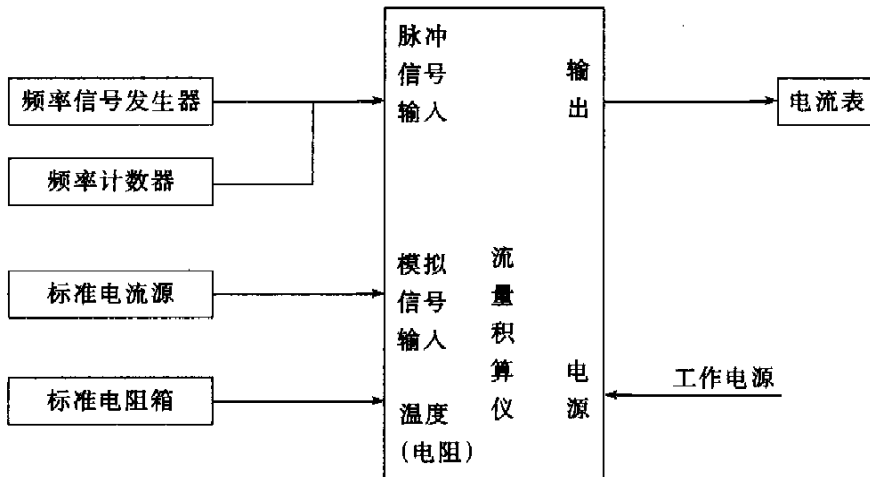 频率信号发生器
频率计数器
标准电流源
标准电阻箱
脉冲
信号
输入
模拟
信号
输入
温度
(电阻)
流量积算仪
输出
电源
电流表
工作电源